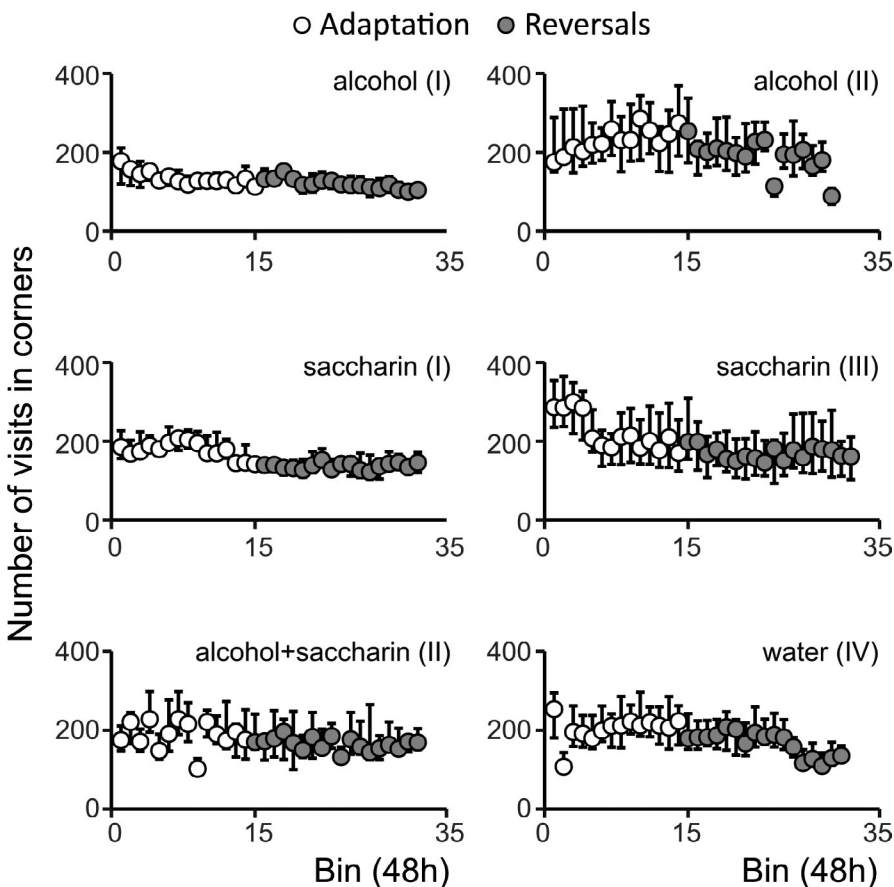 Adaptation Reversals
Number of visits in corners
alcohol (I)
400
200
0
0 15 35
alcohol (II)
400
200
0
0 15 35
saccharin (I)
400
200
0
0 15 35
saccharin (III)
400
200
0
0 15 35
alcohol+saccharin (II)
400
200
0
0 15 35
Bin (48h)
water (IV)
400
200
0
0 15 35
Bin (48h)